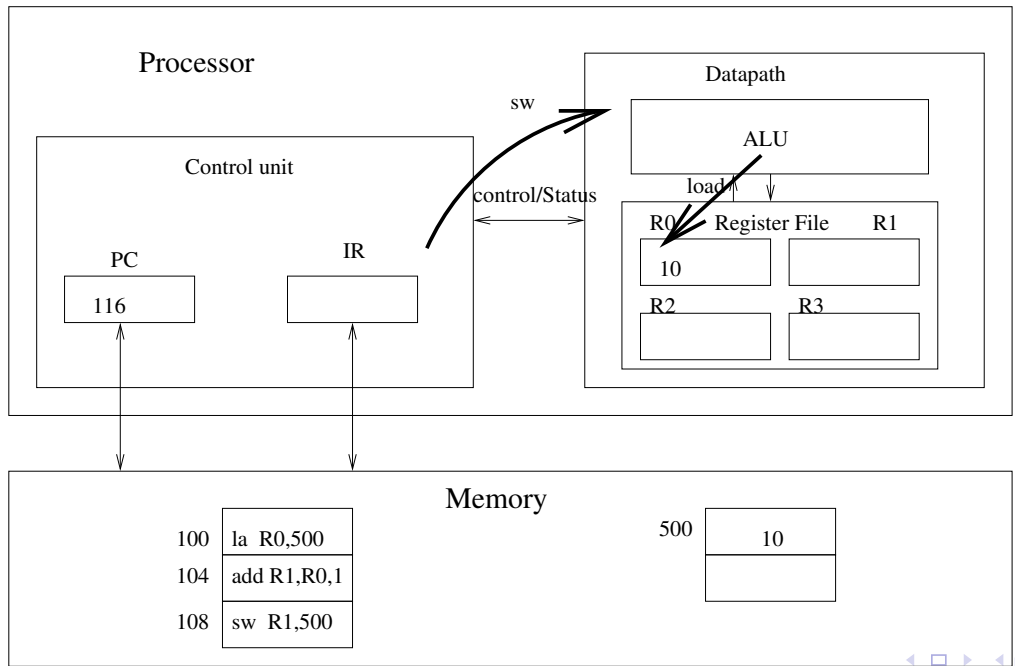 Processor
Datapath
sw
ALU
Control unit
load
control/Status
R0 Register File R1
PC
IR
10
116
R2 R3
Memory
500 10
100 la R0,500
104 add R1,R0,1
108 sw R1,500